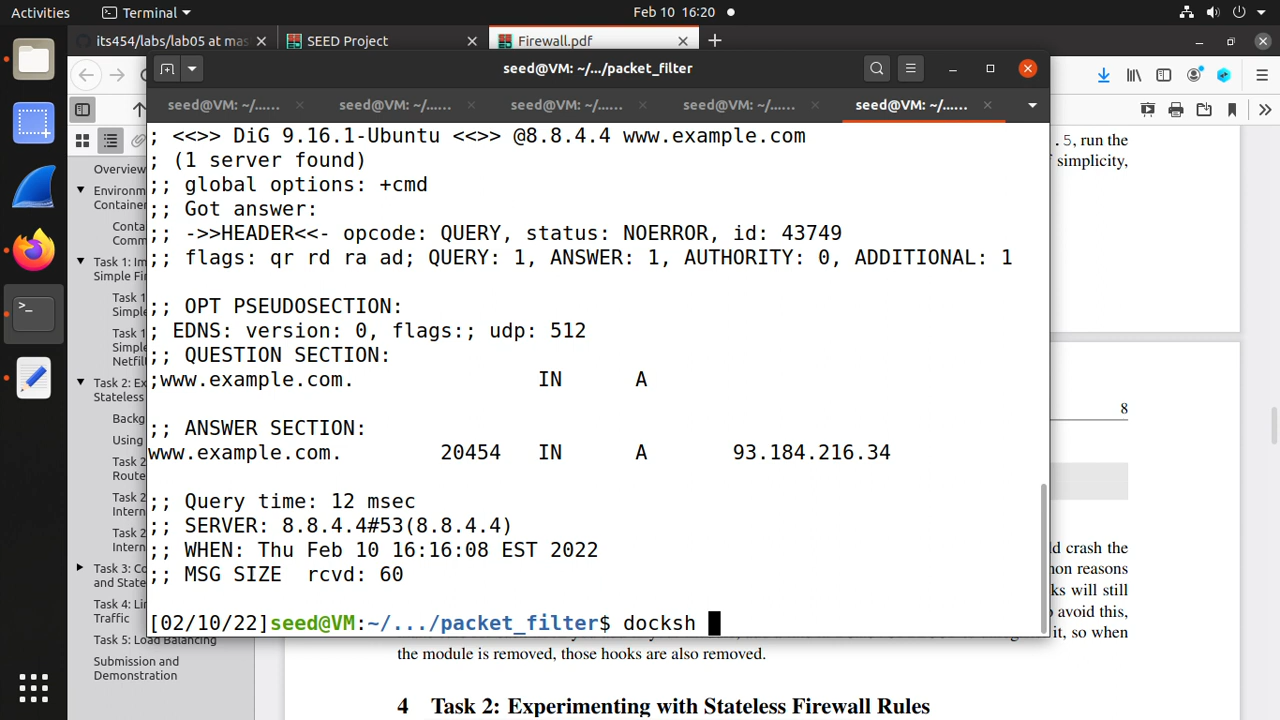 Activities
Terminal
Feb 10 16:20
its454/labs/lab05 at mas
SEED Project
Firewall.pdf
seed@VM: ~/.../packet_filter
seed@VM: ~/......
seed@VM: ~/......
seed@VM: ~/......
seed@VM: ~/......
seed@VM: ~/......
; <<>> DiG 9.16.1-Ubuntu <<>> @8.8.4.4 www.example.com
; (1 server found)
;; global options: +cmd
;; Got answer:
;; ->>HEADER<<- opcode: QUERY, status: NOERROR, id: 43749
;; flags: qr rd ra ad; QUERY: 1, ANSWER: 1, AUTHORITY: 0, ADDITIONAL: 1
;; OPT PSEUDOSECTION:
; EDNS: version: 0, flags:; udp: 512
;; QUESTION SECTION:
;www.example.com. IN A
;; ANSWER SECTION:
www.example.com. 20454 IN A 93.184.216.34
;; Query time: 12 msec
;; SERVER: 8.8.4.4#53(8.8.4.4)
;; WHEN: Thu Feb 10 16:16:08 EST 2022
;; MSG SIZE rcvd: 60
[02/10/22]seed@VM:~/.../packet_filter$ docksh
Overview
Environm
Container
Conta
Comm
Task 1: Im
Simple Fir
Task 1
Simple
Task 1
Simple
Netfil
Task 2: Ex
Stateless
Backg
Using
Task 2
Route
Task 2
Intern
Task 2
Intern
Task 3: Co
and State
Task 4: Lim
Traffic
Task 5: Load Balancing
Submission and
Demonstration
.5, run the
simplicity,
8
d crash the
non reasons
ks will still
avoid this,
it, so when
the module is removed, those hooks are also removed.
4 Task 2: Experimenting with Stateless Firewall Rules